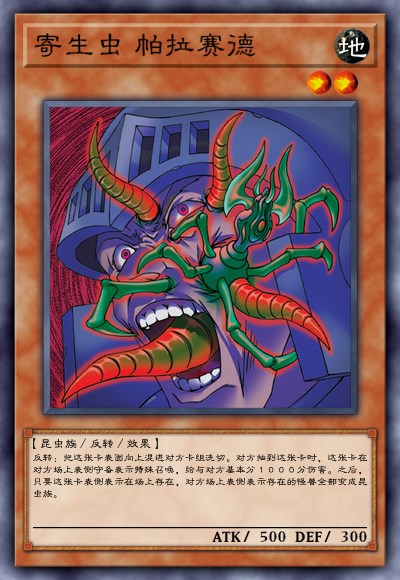 寄生虫 帕拉赛德
地
【昆虫族／反转／效果】
反转：把这张卡表面向上混进对方卡组洗切。对方抽到这张卡时，这张卡在
对方场上表侧守备表示特殊召唤，给与对方基本分１０００分伤害。之后，
只要这张卡表侧表示在场上存在，对方场上表侧表示存在的怪兽全部变成昆
虫族。
ATK/ 500 DEF/ 300